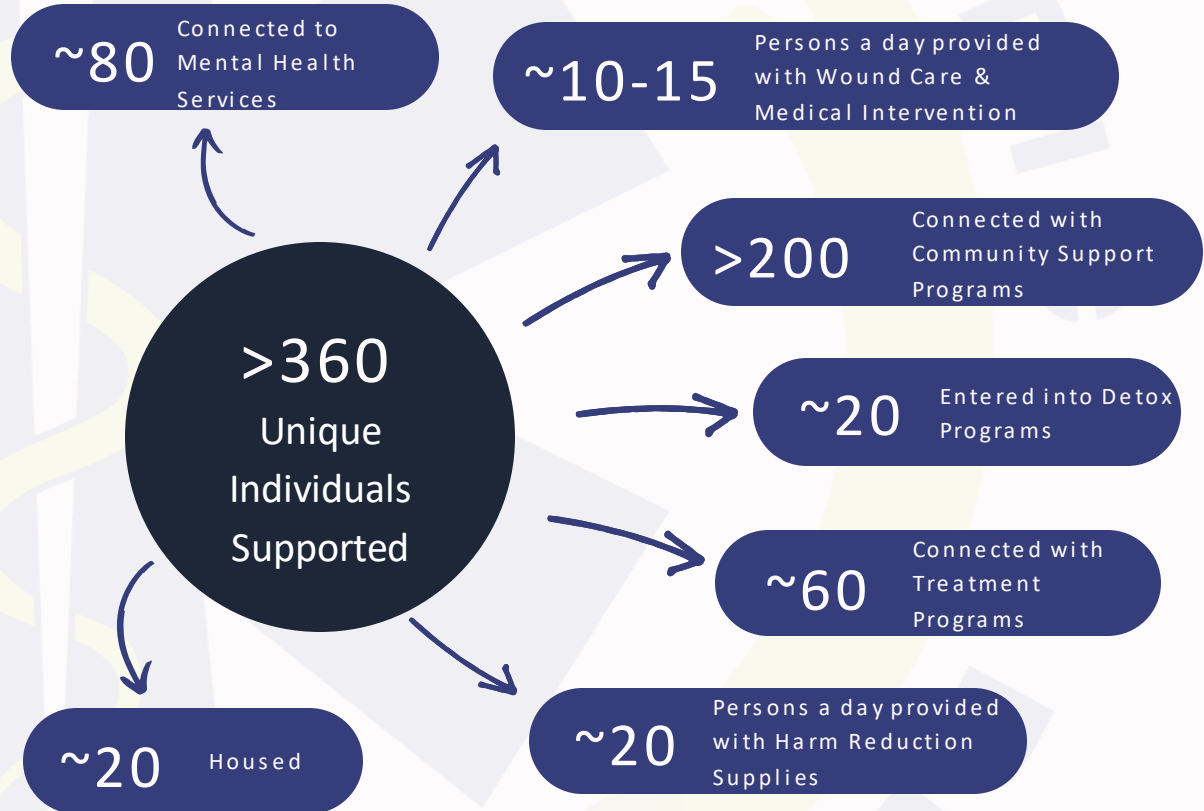 ~80
Connected to
Mental Health
Services
~10-15
Persons a day provided
with Wound Care &
Medical Intervention
>200
Connected with
Community Support
Programs
>360
Unique
Individuals
Supported
~20
Entered into Detox
Programs
~60
Connected with
Treatment
Programs
~20
Persons a day provided
with Harm Reduction
Supplies
~20
Housed